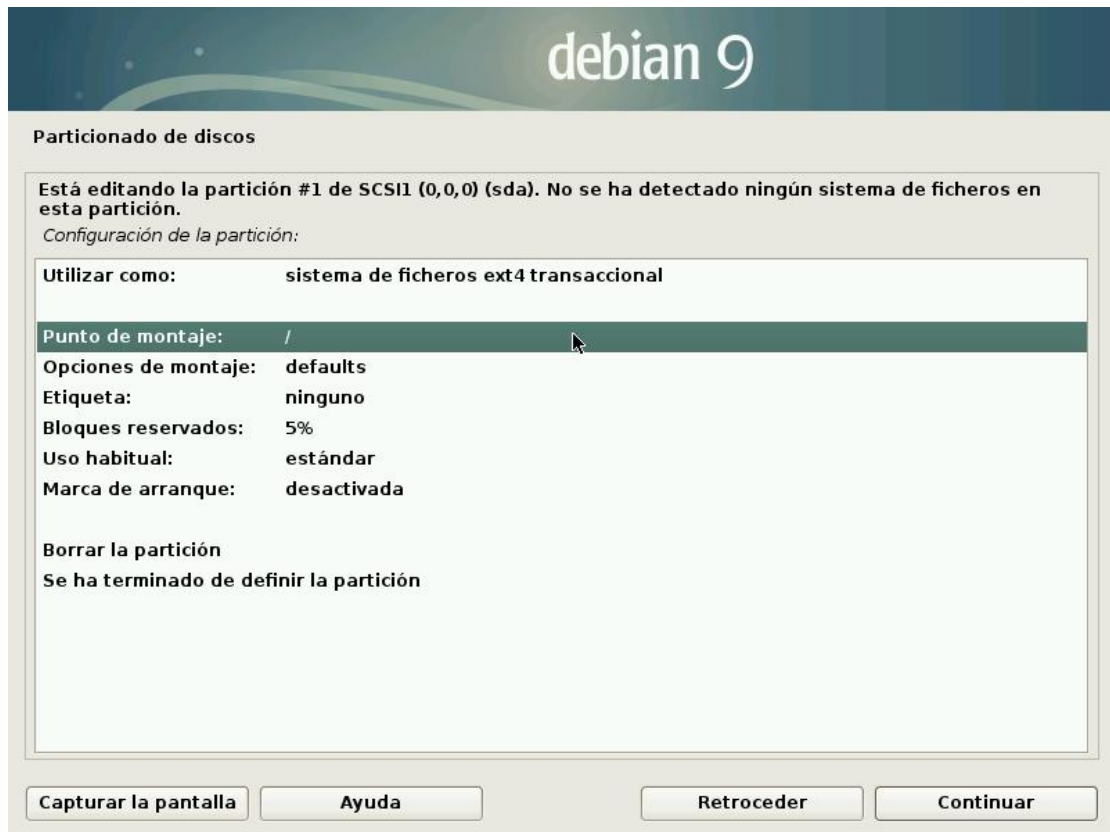 debian 9
Particionado de discos
Está editando la partición #1 de SCSI1 (0,0,0) (sda). No se ha detectado ningún sistema de ficheros en
esta partición.
Configuración de la partición:
Utilizar como: sistema de ficheros ext4 transaccional
Punto de montaje: /
Opciones de montaje: defaults
Etiqueta: ninguno
Bloques reservados: 5%
Uso habitual: estándar
Marca de arranque: desactivada
Borrar la partición
Se ha terminado de definir la partición
Capturar la pantalla Ayuda Retroceder Continuar